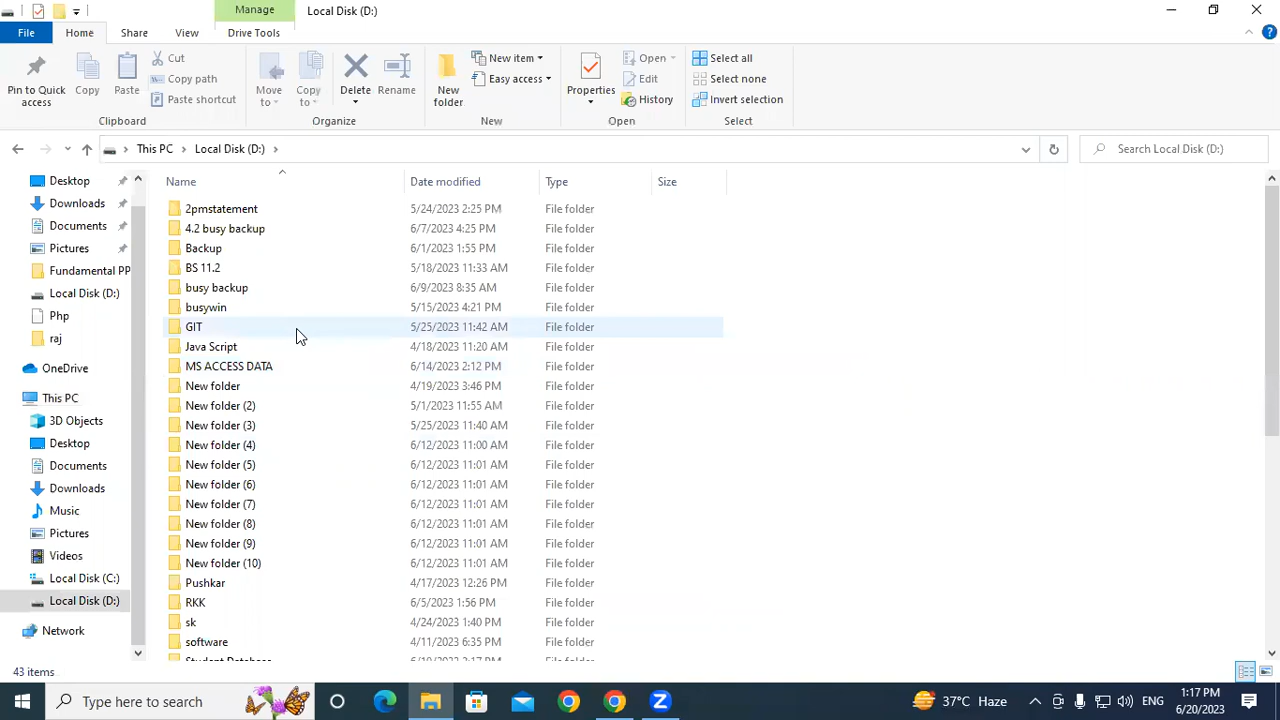 Manage Local Disk (D:)
File Home Share View Drive Tools
Pin to Quick access
Copy
Paste
Cut
Copy path
Paste shortcut
Clipboard
Move to
Copy to
Delete
Rename
Organize
New folder
New item
Easy access
New
Properties
Open
Edit
History
Open
Select all
Select none
Invert selection
Select
This PC Local Disk (D:) Search Local Disk (D:)
Desktop
Downloads
Documents
Pictures
Fundamental PP
Local Disk (D:)
Php
raj
OneDrive
This PC
3D Objects
Desktop
Documents
Downloads
Music
Pictures
Videos
Local Disk (C:)
Local Disk (D:)
Network
Name Date modified Type Size
2pmstatement 5/24/2023 2:25 PM File folder
4.2 busy backup 6/7/2023 4:25 PM File folder
Backup 6/1/2023 1:55 PM File folder
BS 11.2 5/18/2023 11:33 AM File folder
busy backup 6/9/2023 8:35 AM File folder
busywin 5/15/2023 4:21 PM File folder
GIT 5/25/2023 11:42 AM File folder
Java Script 4/18/2023 11:20 AM File folder
MS ACCESS DATA 6/14/2023 2:12 PM File folder
New folder 4/19/2023 3:46 PM File folder
New folder (2) 5/1/2023 11:55 AM File folder
New folder (3) 5/25/2023 11:40 AM File folder
New folder (4) 6/12/2023 11:00 AM File folder
New folder (5) 6/12/2023 11:01 AM File folder
New folder (6) 6/12/2023 11:01 AM File folder
New folder (7) 6/12/2023 11:01 AM File folder
New folder (8) 6/12/2023 11:01 AM File folder
New folder (9) 6/12/2023 11:01 AM File folder
New folder (10) 6/12/2023 11:01 AM File folder
Pushkar 4/17/2023 12:26 PM File folder
RKK 6/5/2023 1:56 PM File folder
sk 4/24/2023 1:40 PM File folder
software 4/11/2023 6:35 PM File folder
Student Database 6/19/2023 2:17 PM File folder
43 items
Type here to search 37°C Haze ENG 1:17 PM
6/20/2023